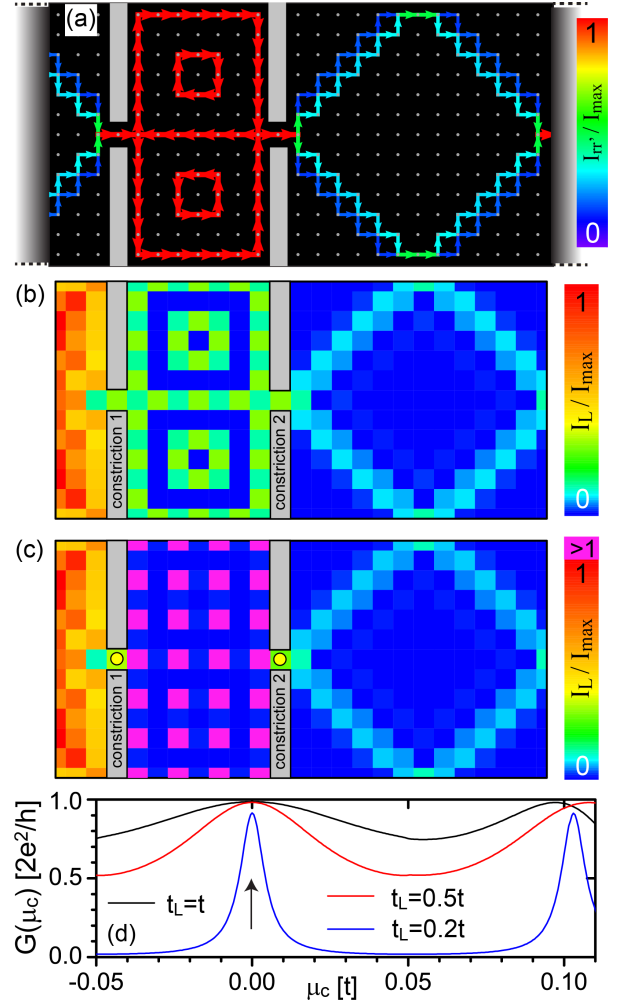 (a)
1
I_rr' / I_max
0
(b)
constriction 1
constriction 2
1
I_L / I_max
0
(c)
constriction 1
constriction 2
>1
1
I_L / I_max
0
G(μ_c) [2e²/h]
1.0
0.5
0.0
t_L=t
t_L=0.5t
(d)
t_L=0.2t
-0.05
0.00
0.05
0.10
μ_c [t]